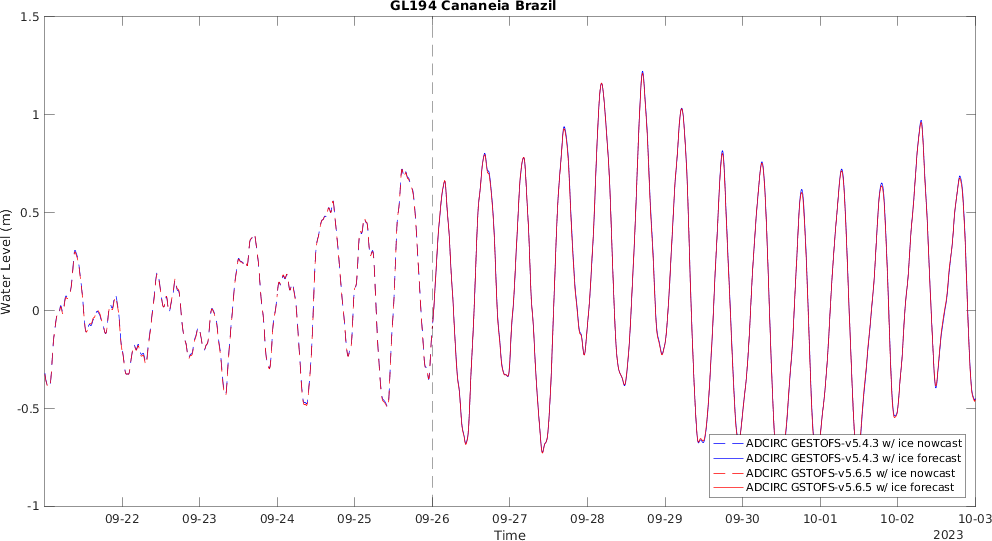 GL194 Cananeia Brazil
1.5
1
0.5
0
-0.5
-1
Water Level (m)
09-22 09-23 09-24 09-25 09-26 09-27 09-28 09-29 09-30 10-01 10-02 10-03
Time
2023
ADCIRC GESTOFS-v5.4.3 w/ ice nowcast
ADCIRC GESTOFS-v5.4.3 w/ ice forecast
ADCIRC GSTOFS-v5.6.5 w/ ice nowcast
ADCIRC GSTOFS-v5.6.5 w/ ice forecast